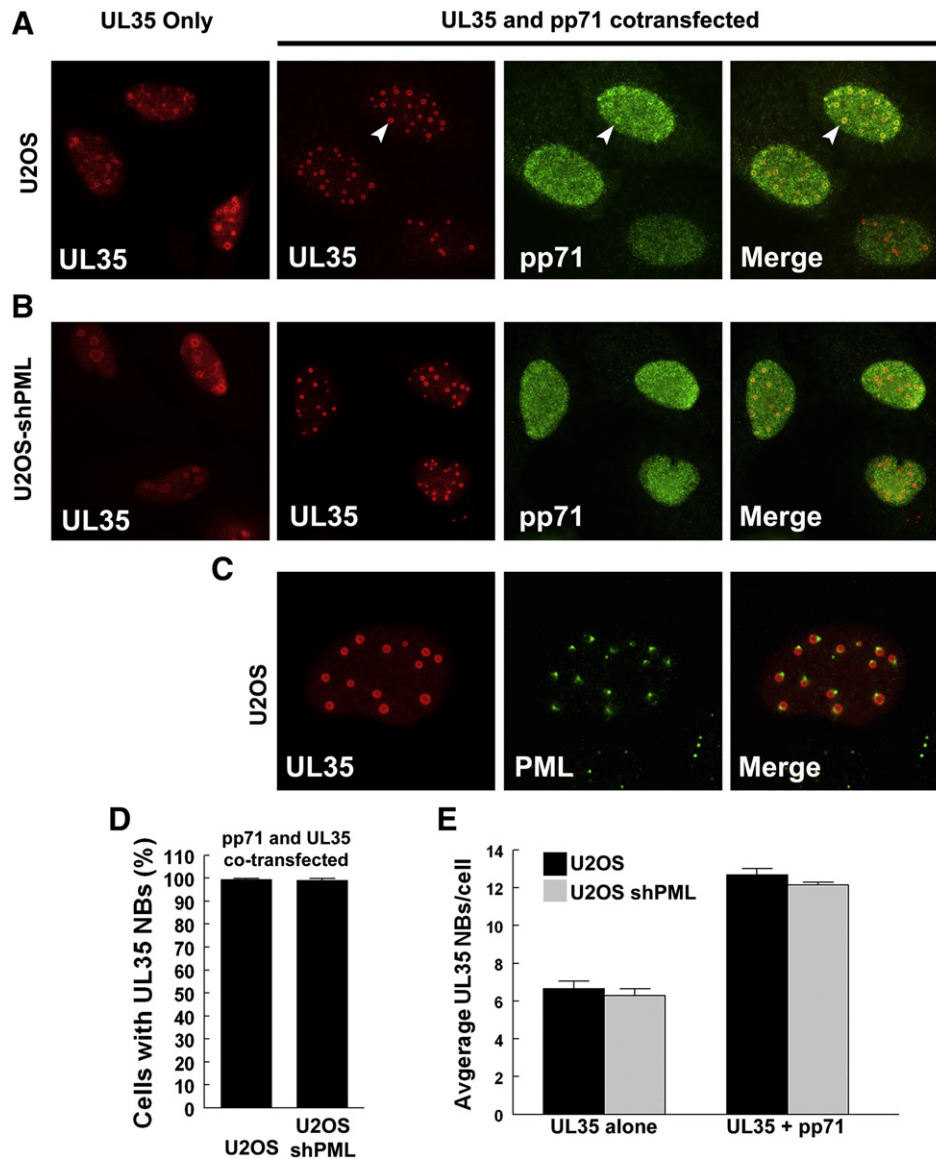 A
UL35 Only
UL35 and pp71 cotransfected
U2OS
UL35
UL35
pp71
Merge
B
U2OS-shPML
UL35
UL35
pp71
Merge
C
U2OS
UL35
PML
Merge
D
pp71 and UL35
co-transfected
Cells with UL35 NBs (%)
110
100
90
80
70
60
50
40
30
20
10
0
U2OS
U2OS
shPML
E
Avgerage UL35 NBs/cell
14
12
10
8
6
4
2
0
U2OS
U2OS shPML
UL35 alone
UL35 + pp71